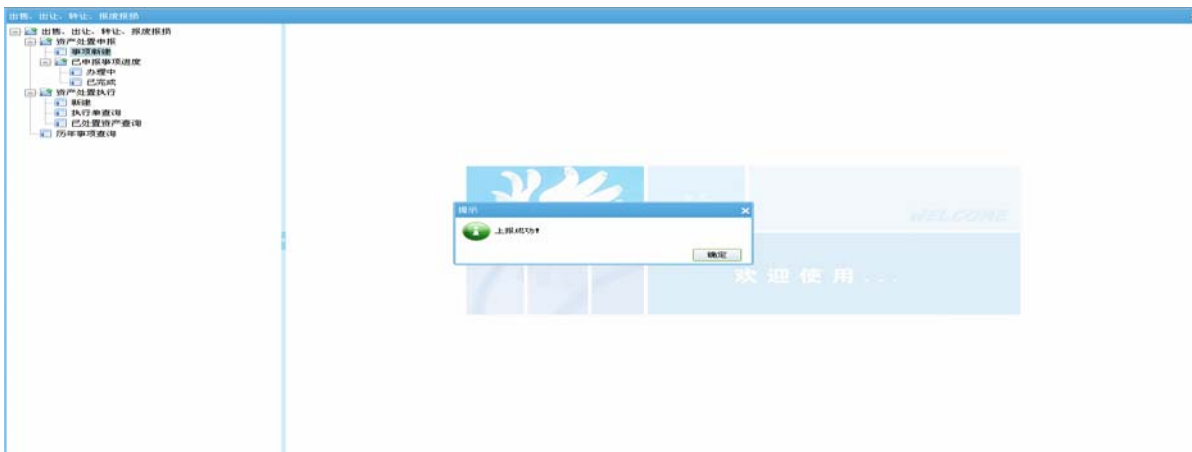 出售、出让、转让、报废报损
出售、出让、转让、报废报损
资产处置申报
事项新建
已申报事项进度
办理中
已完成
资产处置执行
新建
执行单查询
已处置资产查询
历年事项查询
WELCOME
提示
上报成功!
确定
欢迎使用...